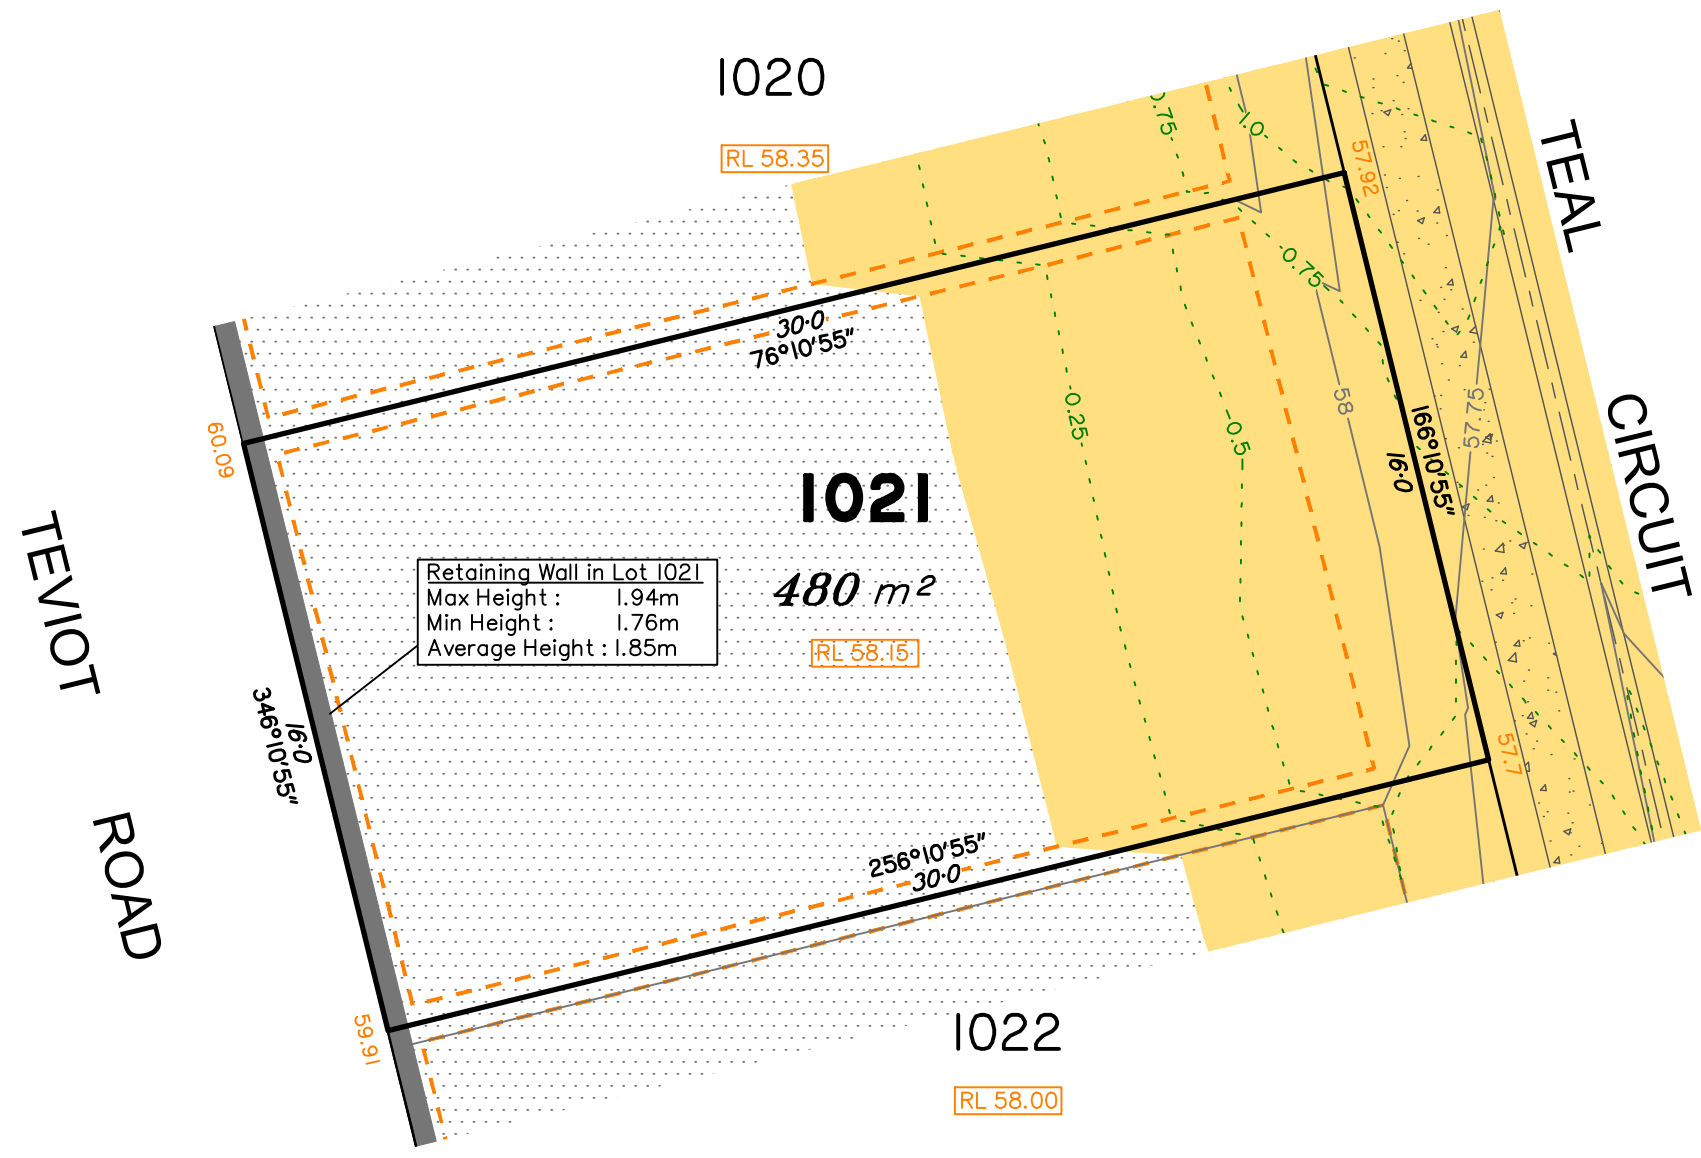 1020
RL 58.35
0.75
1.0
57.92
TEAL
CIRCUIT
0.75
30·0
76°10'55"
60.09
0.25
0.5
58
166°10'55"
16·0
57.75
1021
480 m²
RL 58.15
TEVIOT
ROAD
Retaining Wall in Lot 1021
Max Height : 1.94m
Min Height : 1.76m
Average Height : 1.85m
16·0
346°10'55"
57.7
256°10'55"
30·0
59.91
1022
RL 58.00